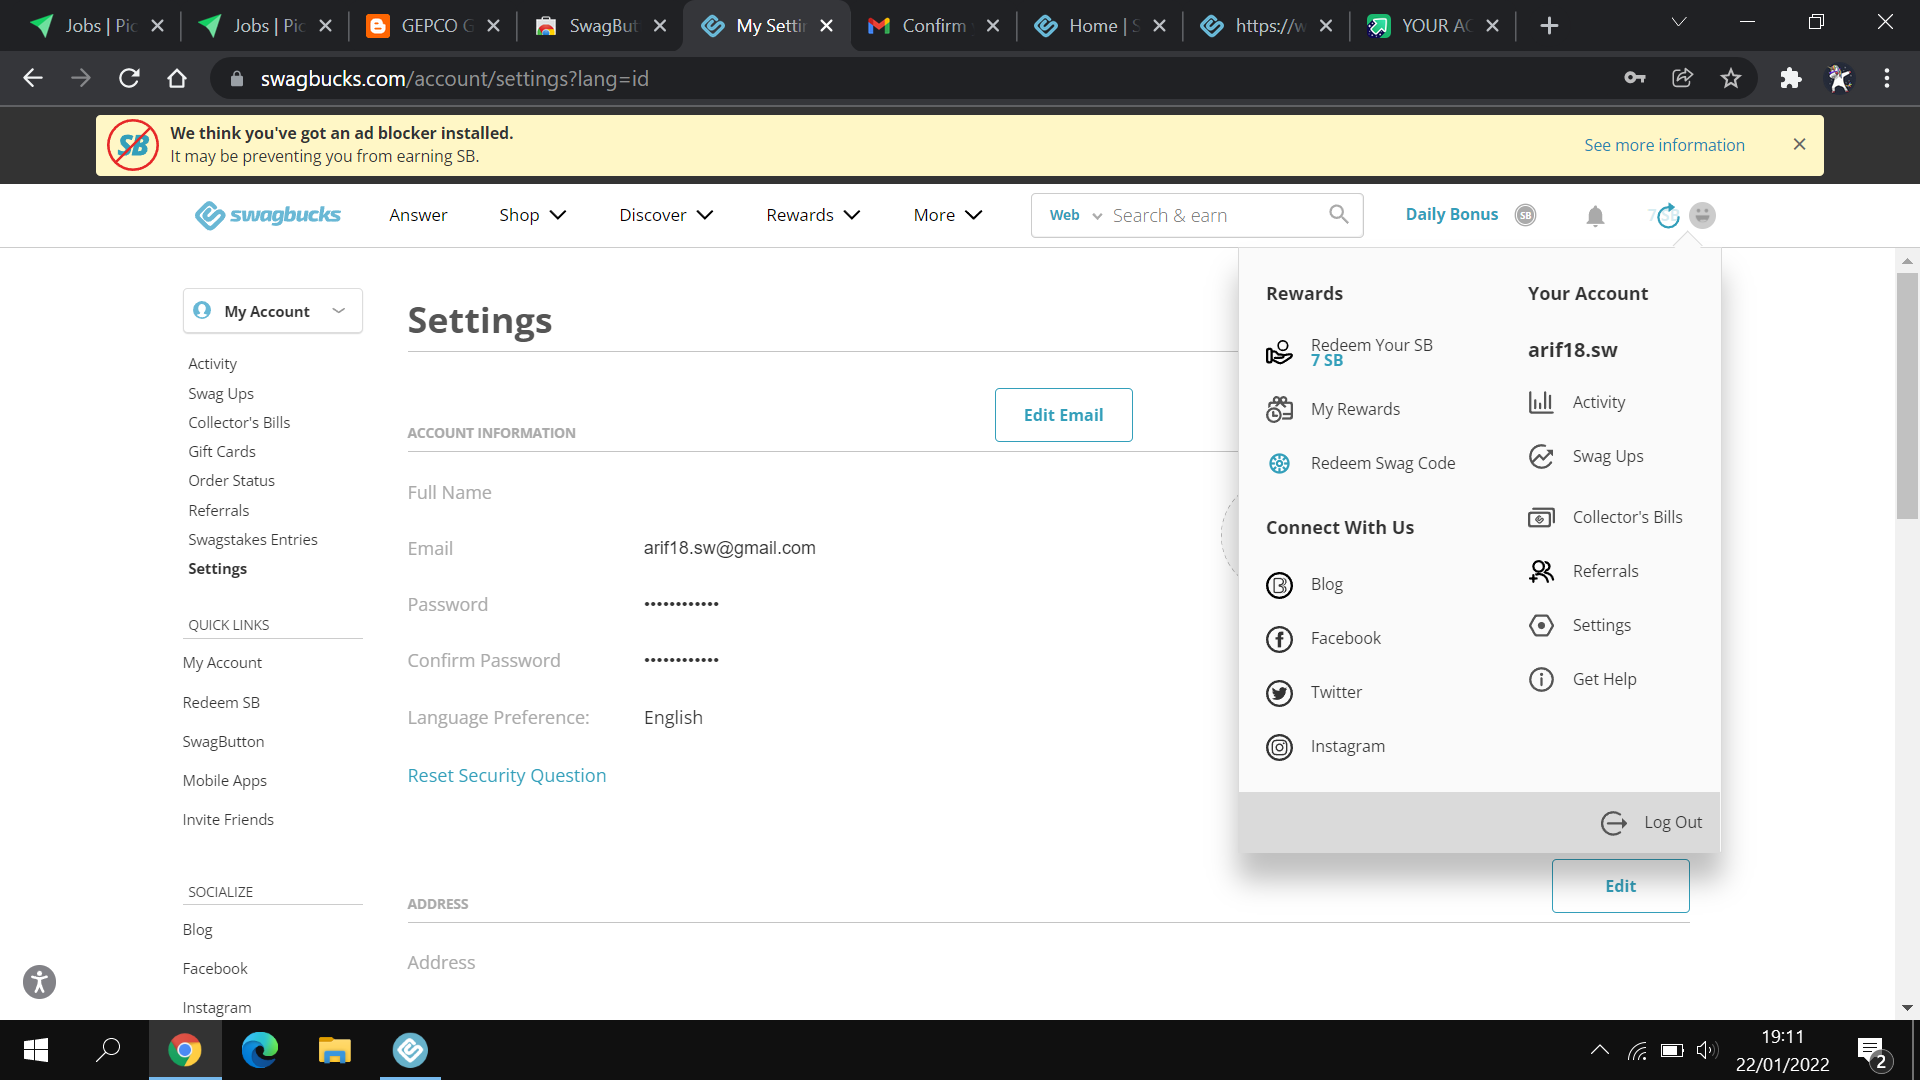 Jobs | Pic
Jobs | Pic
GEPCO G
SwagBut
My Settin
Confirm
Home | S
https://w
YOUR AC
swagbucks.com/account/settings?lang=id
SB
We think you've got an ad blocker installed.
It may be preventing you from earning SB.
See more information
swagbucks
Answer
Shop
Discover
Rewards
More
Web
Search & earn
Daily Bonus
SB
7 SB
My Account
Activity
Swag Ups
Collector's Bills
Gift Cards
Order Status
Referrals
Swagstakes Entries
Settings
QUICK LINKS
My Account
Redeem SB
SwagButton
Mobile Apps
Invite Friends
SOCIALIZE
Blog
Facebook
Instagram
Settings
ACCOUNT INFORMATION
Edit Email
Full Name
Email
arif18.sw@gmail.com
Password
••••••••••••
Confirm Password
••••••••••••
Language Preference:
English
Reset Security Question
ADDRESS
Edit
Address
Rewards
Redeem Your SB
7 SB
My Rewards
Redeem Swag Code
Connect With Us
Blog
Facebook
Twitter
Instagram
Your Account
arif18.sw
Activity
Swag Ups
Collector's Bills
Referrals
Settings
Get Help
Log Out
19:11
22/01/2022
2